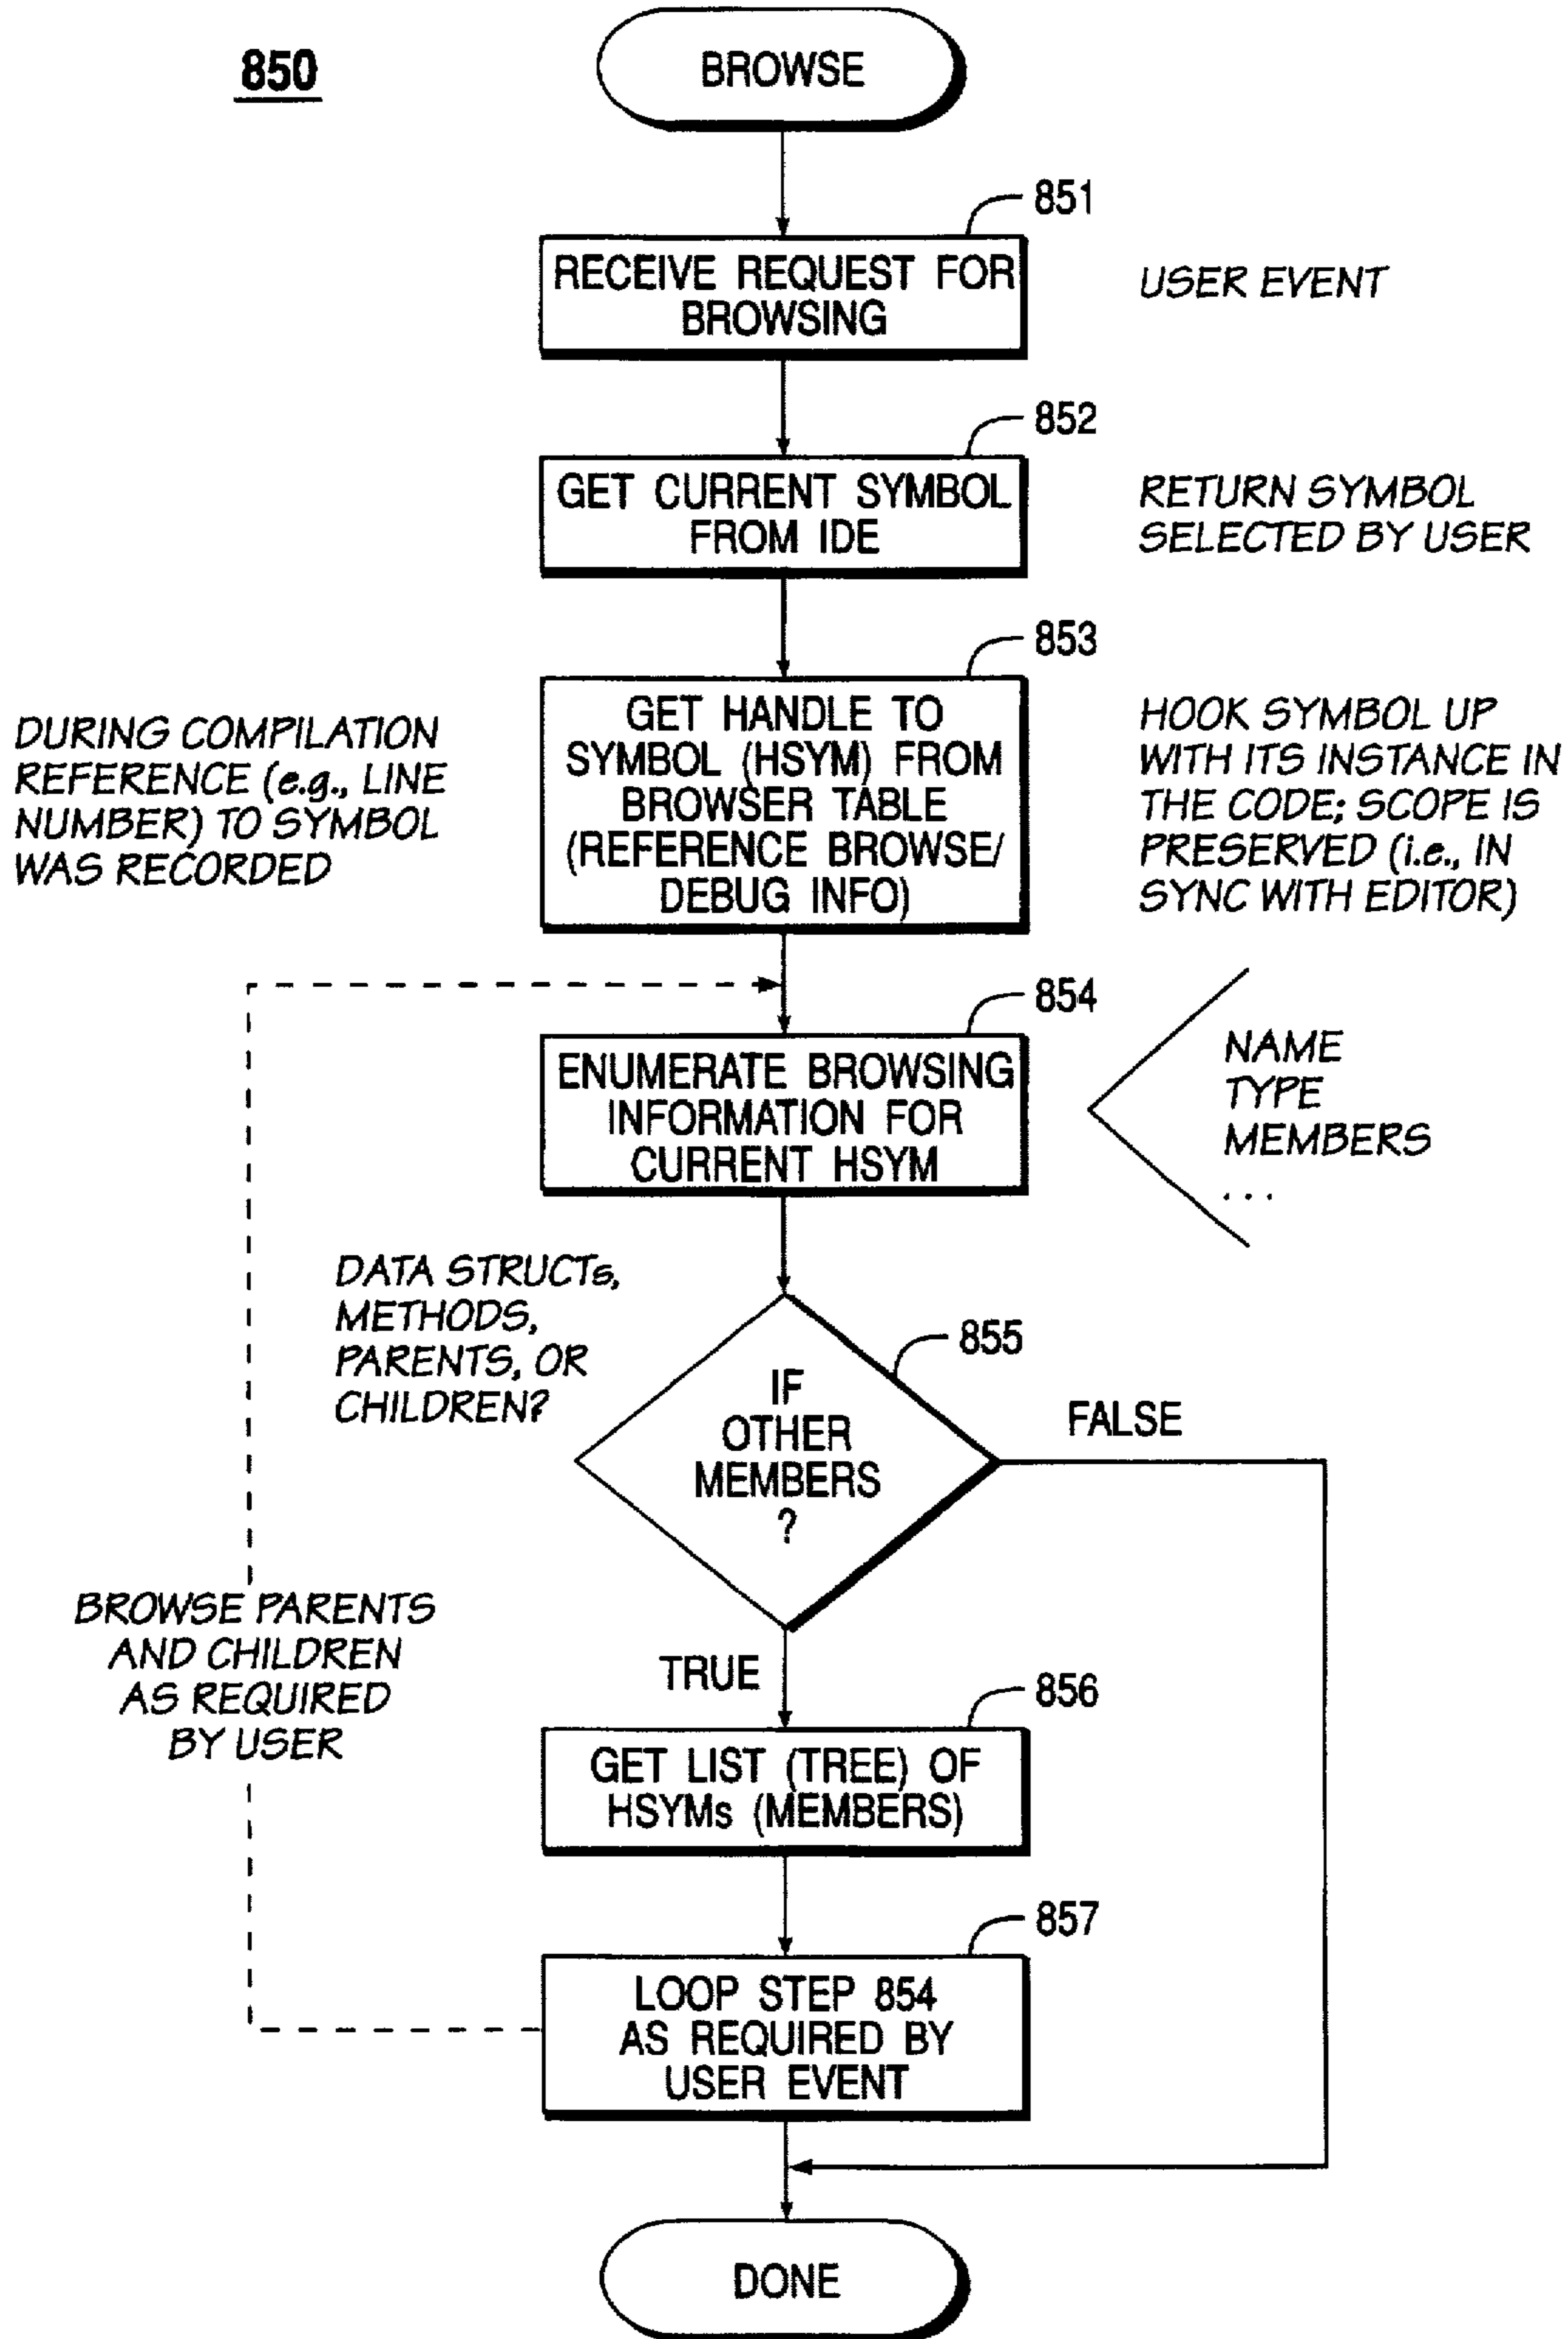 850
BROWSE
851
RECEIVE REQUEST FOR
BROWSING
USER EVENT
852
GET CURRENT SYMBOL
FROM IDE
RETURN SYMBOL
SELECTED BY USER
853
DURING COMPILATION
REFERENCE (e.g., LINE
NUMBER) TO SYMBOL
WAS RECORDED
GET HANDLE TO
SYMBOL (HSYM) FROM
BROWSER TABLE
(REFERENCE BROWSE/
DEBUG INFO)
HOOK SYMBOL UP
WITH ITS INSTANCE IN
THE CODE; SCOPE IS
PRESERVED (i.e., IN
SYNC WITH EDITOR)
854
ENUMERATE BROWSING
INFORMATION FOR
CURRENT HSYM
NAME
TYPE
MEMBERS
. . .
DATA STRUCTs,
METHODS,
PARENTS, OR
CHILDREN?
855
IF
OTHER
MEMBERS
?
FALSE
BROWSE PARENTS
AND CHILDREN
AS REQUIRED
BY USER
TRUE
856
GET LIST (TREE) OF
HSYMs (MEMBERS)
857
LOOP STEP 854
AS REQUIRED BY
USER EVENT
DONE